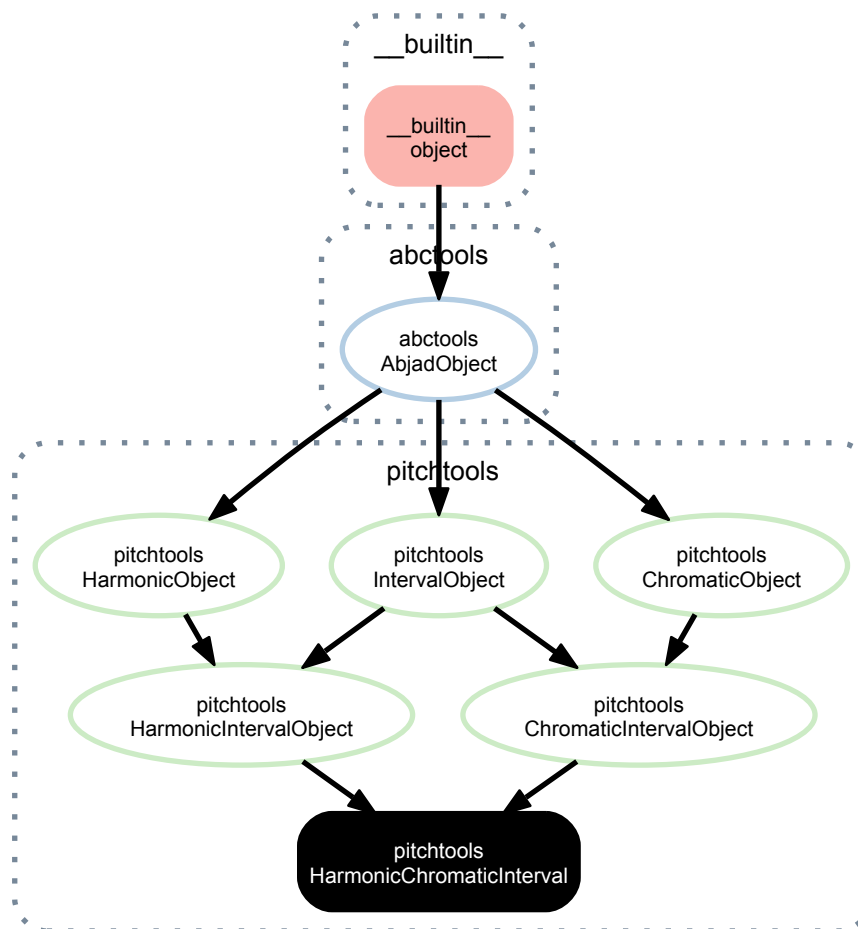 __builtin__
__builtin__
object
abctools
abctools
AbjadObject
pitchtools
pitchtools
HarmonicObject
pitchtools
IntervalObject
pitchtools
ChromaticObject
pitchtools
HarmonicIntervalObject
pitchtools
ChromaticIntervalObject
pitchtools
HarmonicChromaticInterval